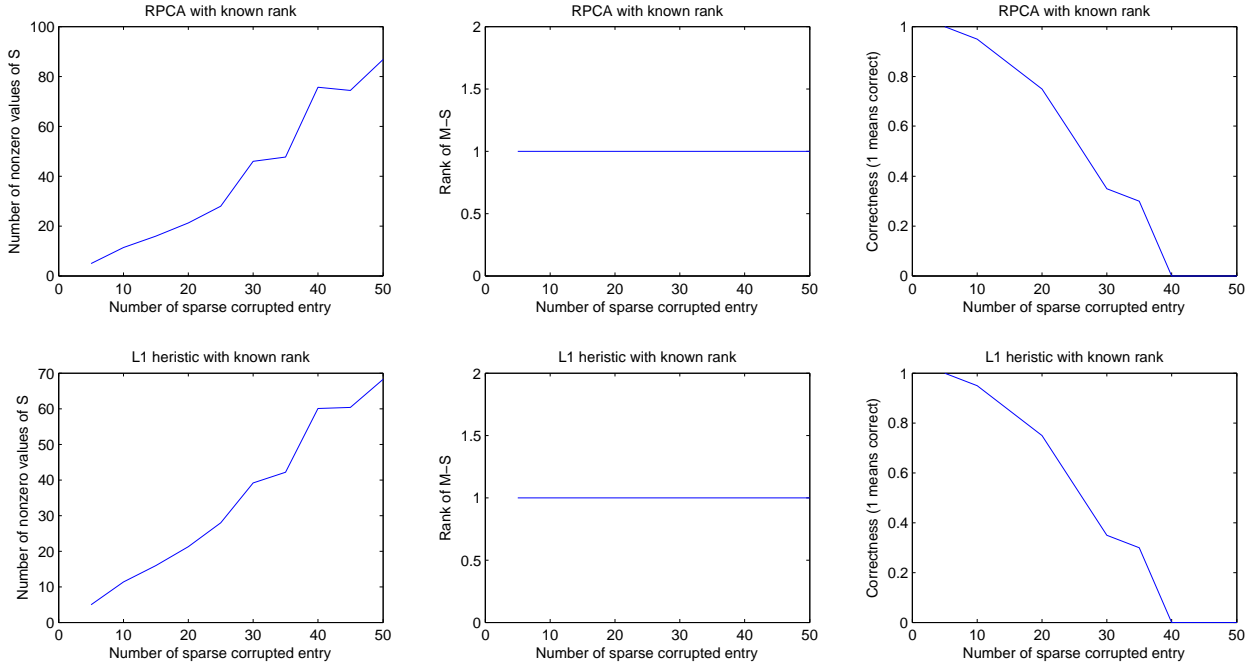 RPCA with known rank
Number of nonzero values of S
100
80
60
40
20
0
0 10 20 30 40 50
Number of sparse corrupted entry
RPCA with known rank
Rank of M−S
2
1.5
1
0.5
0
0 10 20 30 40 50
Number of sparse corrupted entry
RPCA with known rank
Correctness (1 means correct)
1
0.8
0.6
0.4
0.2
0
0 10 20 30 40 50
Number of sparse corrupted entry
L1 heristic with known rank
Number of nonzero values of S
70
60
50
40
30
20
10
0
0 10 20 30 40 50
Number of sparse corrupted entry
L1 heristic with known rank
Rank of M−S
2
1.5
1
0.5
0
0 10 20 30 40 50
Number of sparse corrupted entry
L1 heristic with known rank
Correctness (1 means correct)
1
0.8
0.6
0.4
0.2
0
0 10 20 30 40 50
Number of sparse corrupted entry